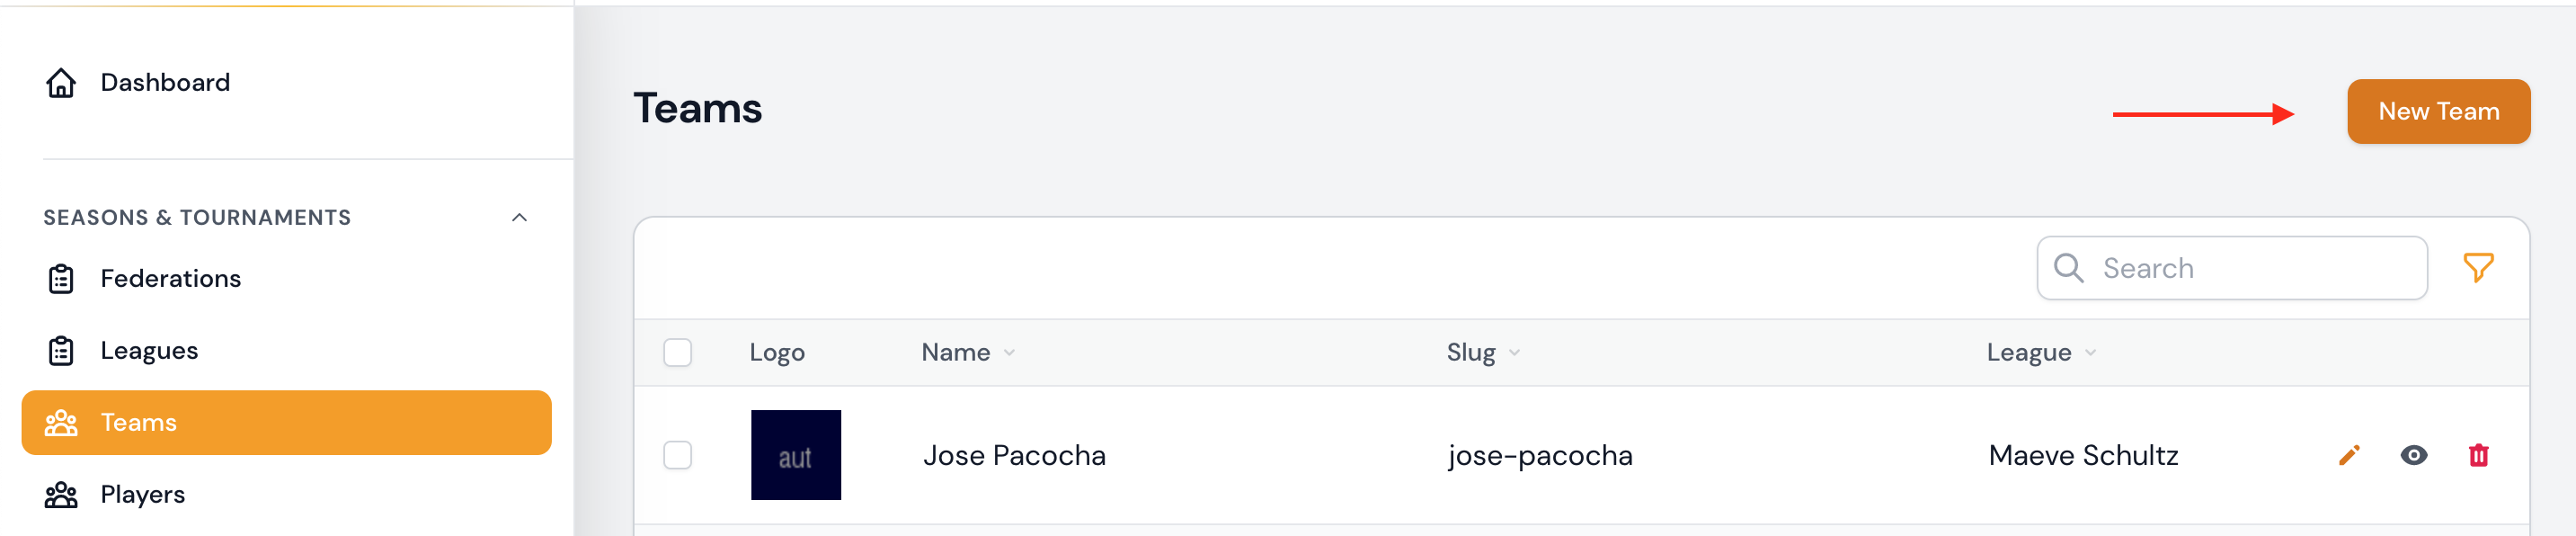 Dashboard
SEASONS & TOURNAMENTS
Federations
Leagues
Teams
Players
Teams
New Team
Search
Logo Name Slug League
aut Jose Pacocha jose-pacocha Maeve Schultz